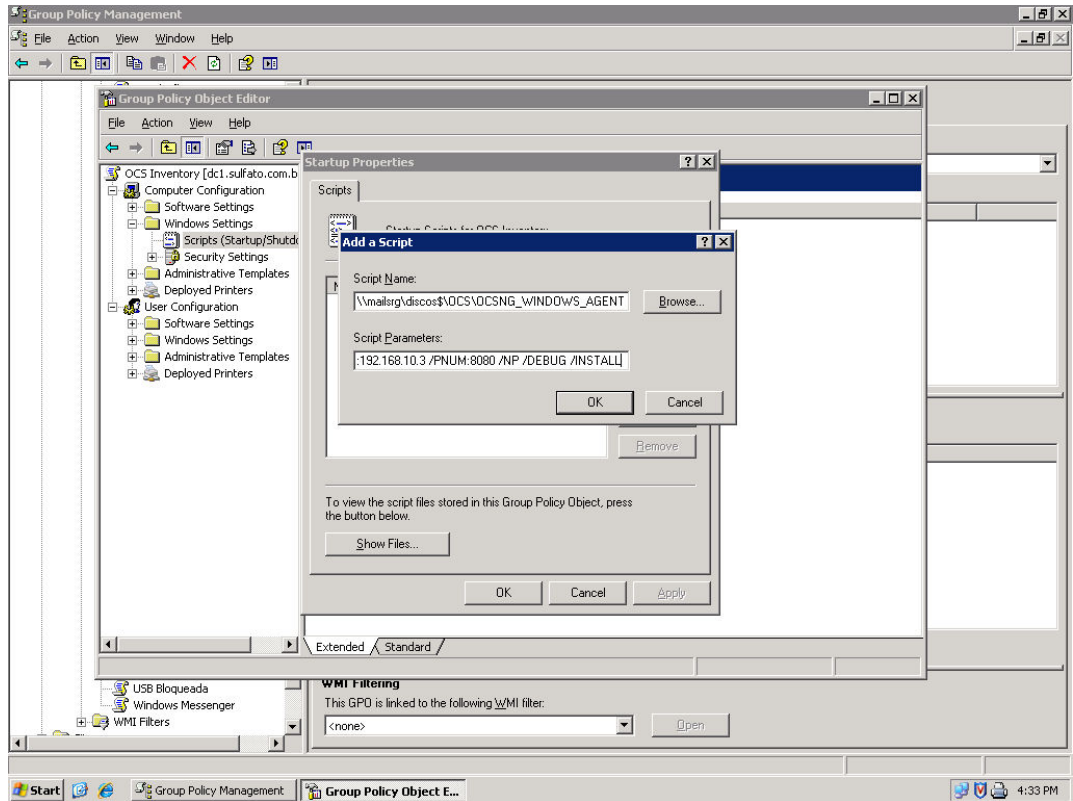 Group Policy Management
File Action View Window Help
Group Policy Object Editor
File Action View Help
OCS Inventory [dc1.sulfato.com.b
Computer Configuration
Software Settings
Windows Settings
Scripts (Startup/Shutdo
Security Settings
Administrative Templates
Deployed Printers
User Configuration
Software Settings
Windows Settings
Administrative Templates
Deployed Printers
Startup Properties
Scripts
Startup Scripts for OCS Inventory
Add a Script
Script Name:
\\mailsrg\discos$\OCS\OCSNG_WINDOWS_AGENT
Browse...
Script Parameters:
:192.168.10.3 /PNUM:8080 /NP /DEBUG /INSTALL
OK Cancel
Remove
To view the script files stored in this Group Policy Object, press
the button below.
Show Files...
OK Cancel Apply
Extended Standard
USB Bloqueada
Windows Messenger
WMI Filters
WMI Filtering
This GPO is linked to the following WMI filter:
<none>
Open
Start Group Policy Management Group Policy Object E... 4:33 PM